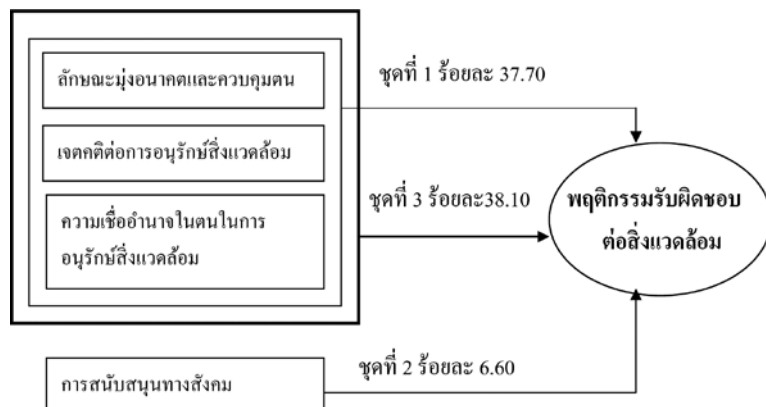 ลักษณะมุ่งอนาคตและควบคุมตน
ชุดที่ 1 ร้อยละ 37.70
เจตคติต่อการอนุรักษ์สิ่งแวดล้อม
ความเชื่ออำนาจในตนในการ
อนุรักษ์สิ่งแวดล้อม
ชุดที่ 3 ร้อยละ38.10
พฤติกรรมรับผิดชอบ
ต่อสิ่งแวดล้อม
การสนับสนุนทางสังคม
ชุดที่ 2 ร้อยละ 6.60